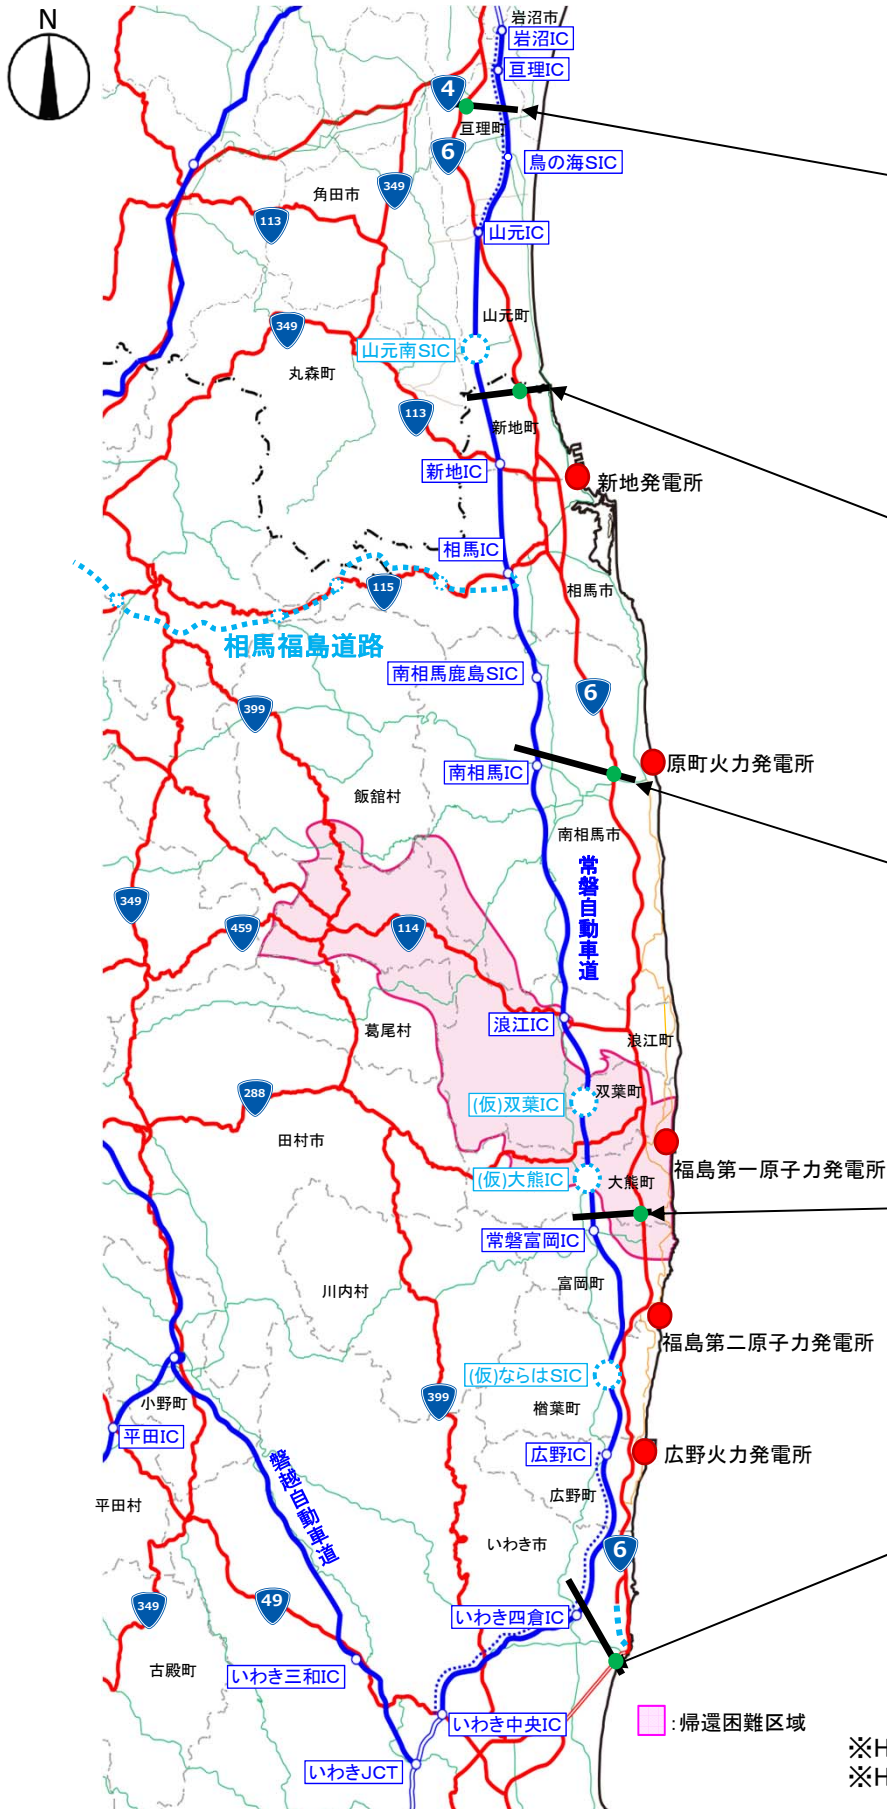 N
岩沼市
岩沼IC
亘理IC
4
亘理町
6
鳥の海SIC
角田市
349
113
山元IC
山元町
349
山元南SIC
丸森町
113
新地町
新地IC
新地発電所
相馬IC
115
相馬市
相馬福島道路
南相馬鹿島SIC
6
399
原町火力発電所
南相馬IC
飯舘村
南相馬市
常磐自動車道
349
459
114
浪江IC
葛尾村
浪江町
288
(仮)双葉IC
双葉町
田村市
福島第一原子力発電所
(仮)大熊IC
大熊町
常磐富岡IC
富岡町
川内村
福島第二原子力発電所
(仮)ならはSIC
399
楢葉町
小野町
平田IC
広野IC
広野火力発電所
磐越自動車道
広野町
平田村
いわき市
6
349
49
いわき四倉IC
古殿町
いわき三和IC
いわき中央IC
:帰還困難区域
いわきJCT
※H
※H